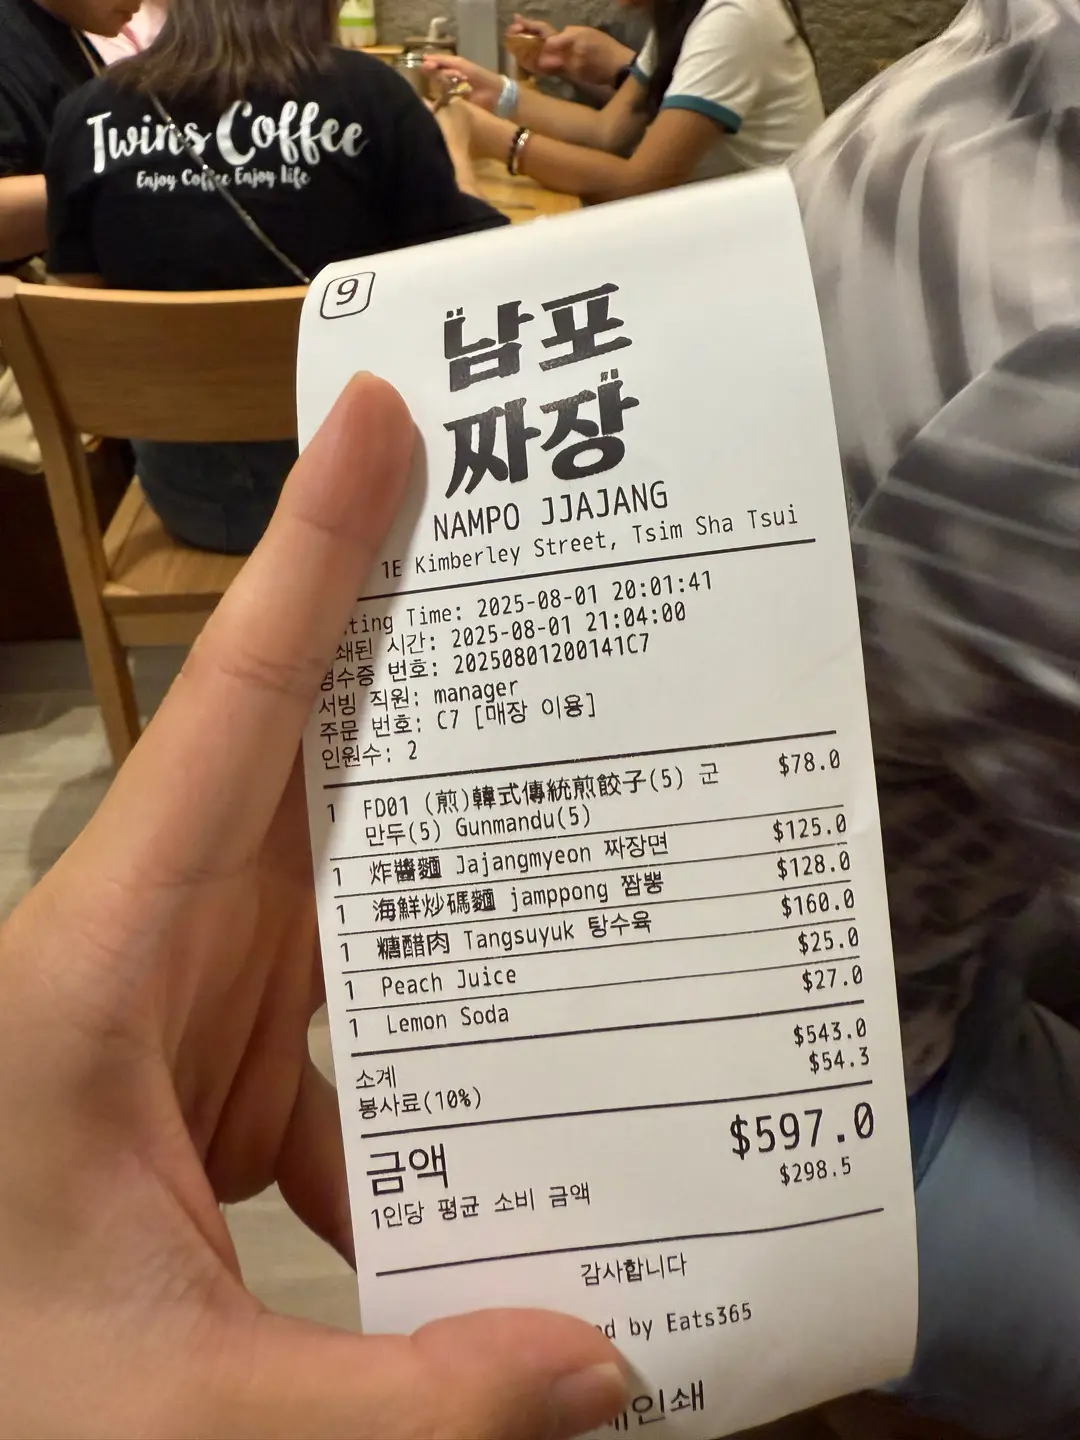 Twins Coffee
Enjoy Coffee Enjoy life
9
남포
짜장
NAMPO JJAJANG
1E Kimberley Street, Tsim Sha Tsui
Time: 2025-08-01 20:01:41
시간: 2025-08-01 21:04:00
영수증 번호: 20250801200141C7
서빙 직원: manager
주문 번호: C7 [매장 이용]
인원수: 2
1 FD01 (煎)韓式傳統煎餃子(5) 군 $78.0
만두(5) Gunmandu(5)
1 炸醬麵 Jajangmyeon 짜장면 $125.0
1 海鮮炒碼麵 jamppong 짬뽕 $128.0
1 糖醋肉 Tangsuyuk 탕수육 $160.0
1 Peach Juice $25.0
1 Lemon Soda $27.0
소계 $543.0
봉사료(10%) $54.3
금액 $597.0
1인당 평균 소비 금액 $298.5
감사합니다
by Eats365